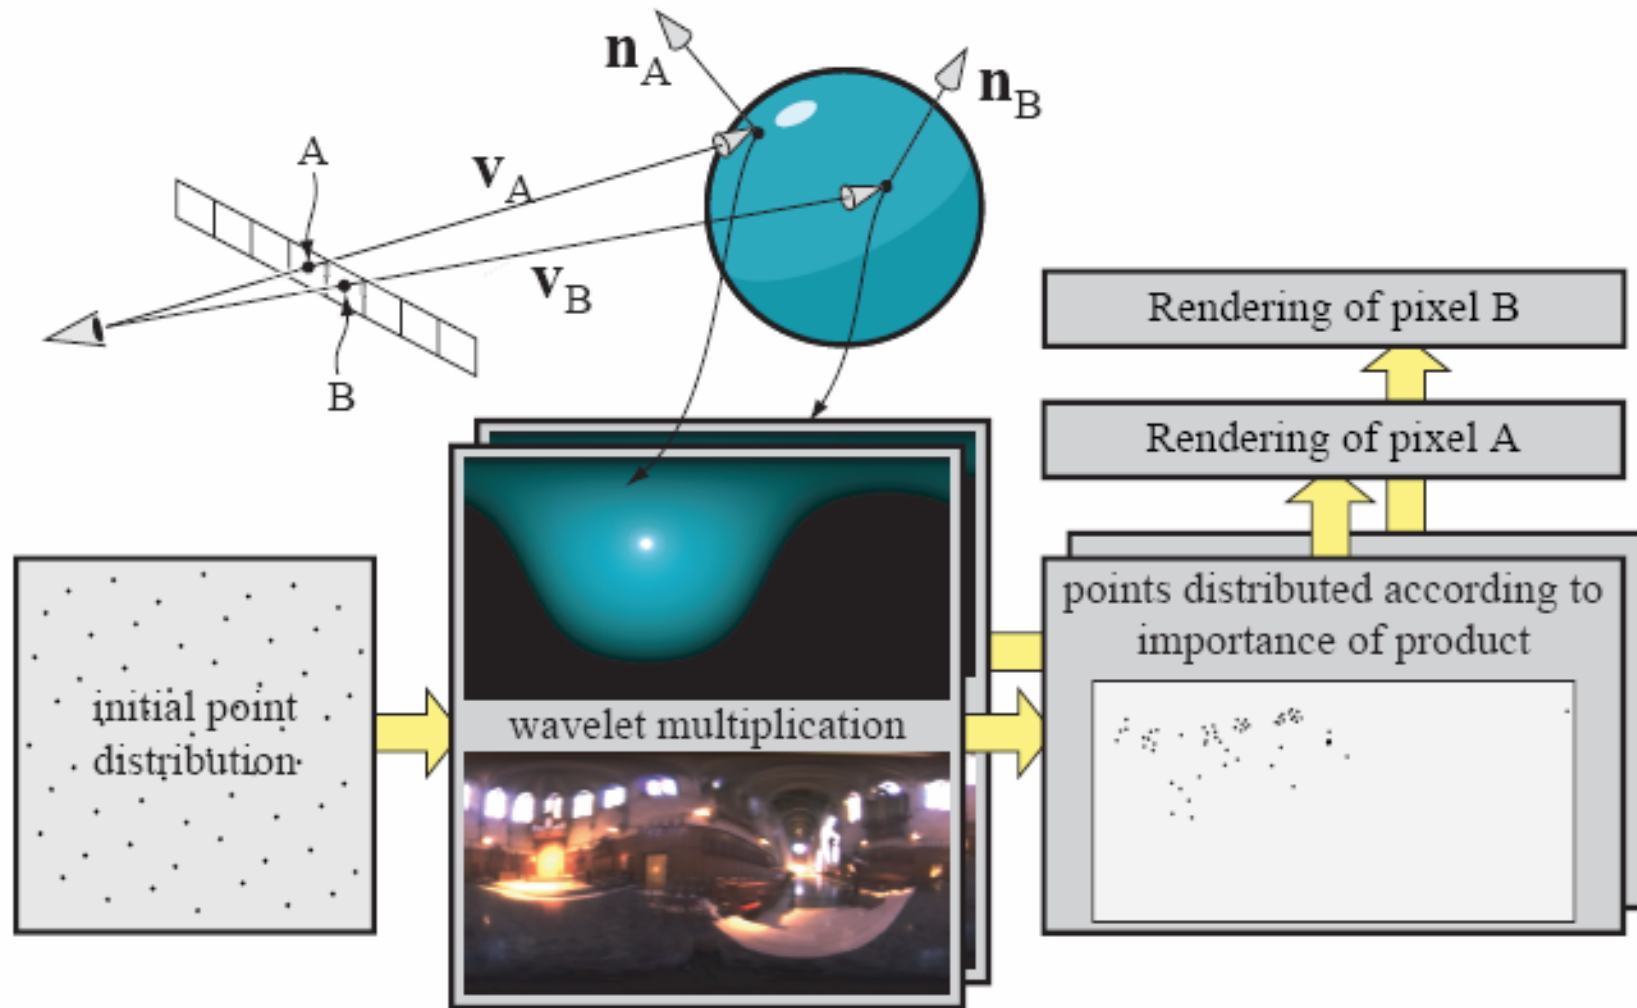 n_A
n_B
A
v_A
v_B
B
Rendering of pixel B
Rendering of pixel A
points distributed according to
importance of product
initial point
distribution
wavelet multiplication